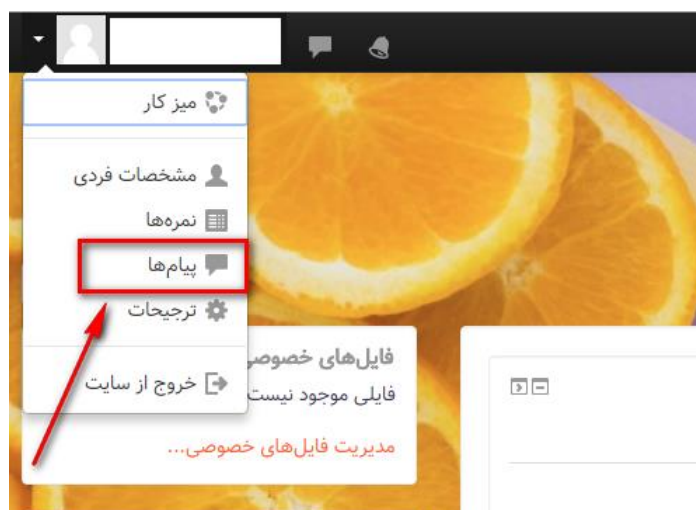 میز کار
مشخصات فردی
نمره‌ها
پیام‌ها
ترجیحات
خروج از سایت
فایل‌های خصوصی
فایلی موجود نیست
مدیریت فایل‌های خصوصی...